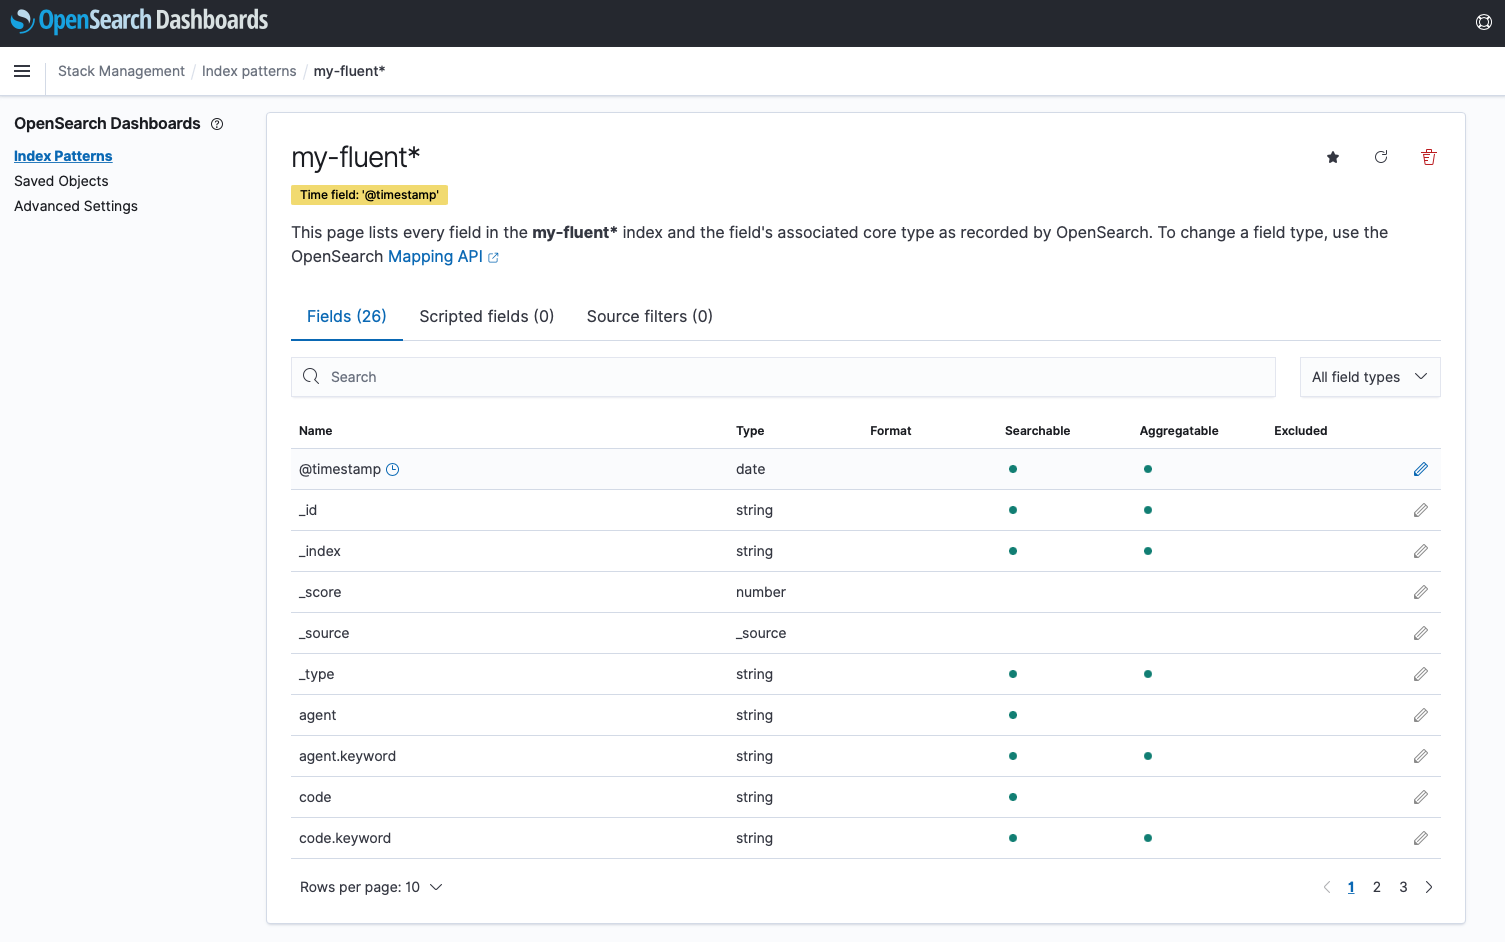 OpenSearch Dashboards
Stack Management / Index patterns / my-fluent*
OpenSearch Dashboards
Index Patterns
Saved Objects
Advanced Settings
my-fluent*
Time field: '@timestamp'
This page lists every field in the my-fluent* index and the field's associated core type as recorded by OpenSearch. To change a field type, use the
OpenSearch Mapping API
Fields (26) Scripted fields (0) Source filters (0)
Search All field types
Name Type Format Searchable Aggregatable Excluded
@timestamp date
_id string
_index string
_score number
_source _source
_type string
agent string
agent.keyword string
code string
code.keyword string
Rows per page: 10 1 2 3